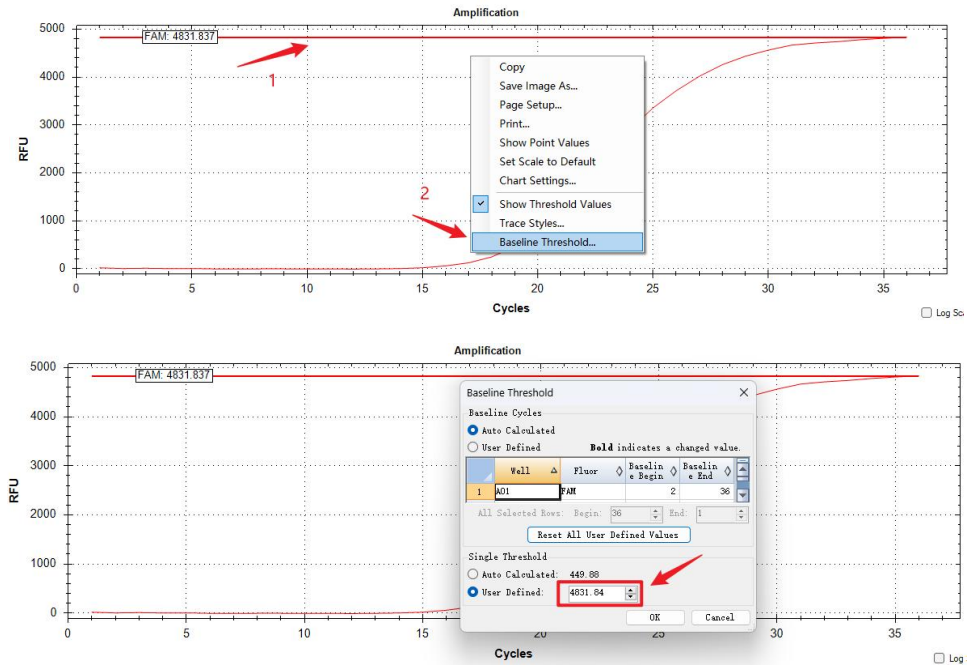 Amplification
5000
FAM: 4831.837
1
4000
3000
2000
1000
0
RFU
Copy
Save Image As...
Page Setup...
Print...
Show Point Values
Set Scale to Default
Chart Settings...
Show Threshold Values
Trace Styles...
Baseline Threshold...
2
0 5 10 15 20 25 30 35
Cycles
Log Sca
Amplification
5000
FAM: 4831.837
4000
3000
2000
1000
0
RFU
Baseline Threshold
Baseline Cycles
Auto Calculated
User Defined Bold indicates a changed value.
Well Fluor Baselin e Begin Baselin e End
1 A01 FAM 2 36
All Selected Rows: Begin: 36 End: 1
Reset All User Defined Values
Single Threshold
Auto Calculated: 449.88
User Defined: 4831.84
OK Cancel
0 5 10 15 20 30 35
Cycles
Log